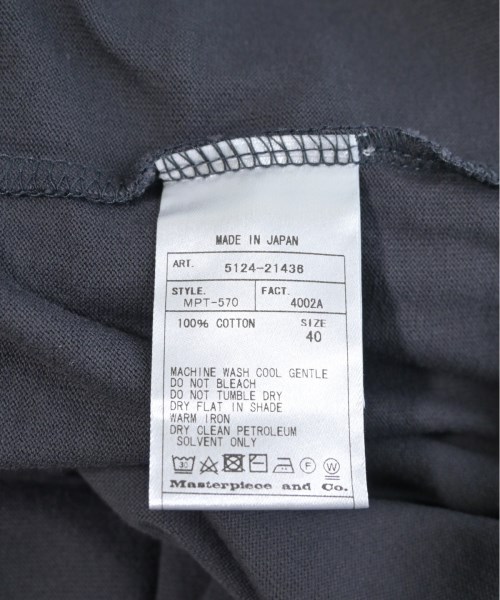 MADE IN JAPAN
ART. 5124-21436
STYLE. FACT.
MPT-570 4002A
100% COTTON SIZE
40
MACHINE WASH COOL GENTLE
DO NOT BLEACH
DO NOT TUMBLE DRY
DRY FLAT IN SHADE
WARM IRON
DRY CLEAN PETROLEUM
SOLVENT ONLY
30 F W
Masterpiece and Co.